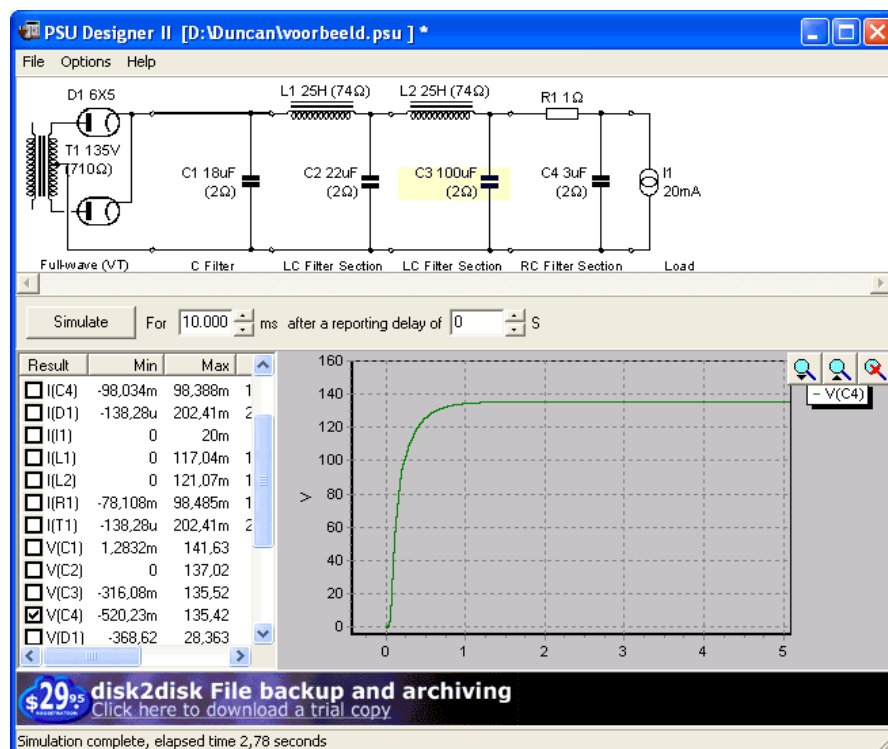 PSU Designer II [D:\Duncan\voorbeeld.psu ] *
File Options Help
D1 6X5
T1 135V
(710Ω)
L1 25H (74Ω)
L2 25H (74Ω)
R1 1Ω
C1 18uF
(2Ω)
C2 22uF
(2Ω)
C3 100uF
(2Ω)
C4 3uF
(2Ω)
I1
20mA
Full-wave (VT) C Filter LC Filter Section LC Filter Section RC Filter Section Load
Simulate For 10.000 ms after a reporting delay of 0 S
Result Min Max
I(C4) -98,034m 98,388m 1
I(D1) -138,28u 202,41m 2
I(I1) 0 20m
I(L1) 0 117,04m 1
I(L2) 0 121,07m 1
I(R1) -78,108m 98,485m 1
I(T1) -138,28u 202,41m 2
V(C1) 1,2832m 141,63
V(C2) 0 137,02
V(C3) -316,08m 135,52
V(C4) -520,23m 135,42
V(D1) -368,62 28,363
160
140
120
100
80
60
40
20
0
V
0 1 2 3 4 5
V(C4)
$29.95
REGISTRATION
disk2disk File backup and archiving
Click here to download a trial copy
Simulation complete, elapsed time 2,78 seconds